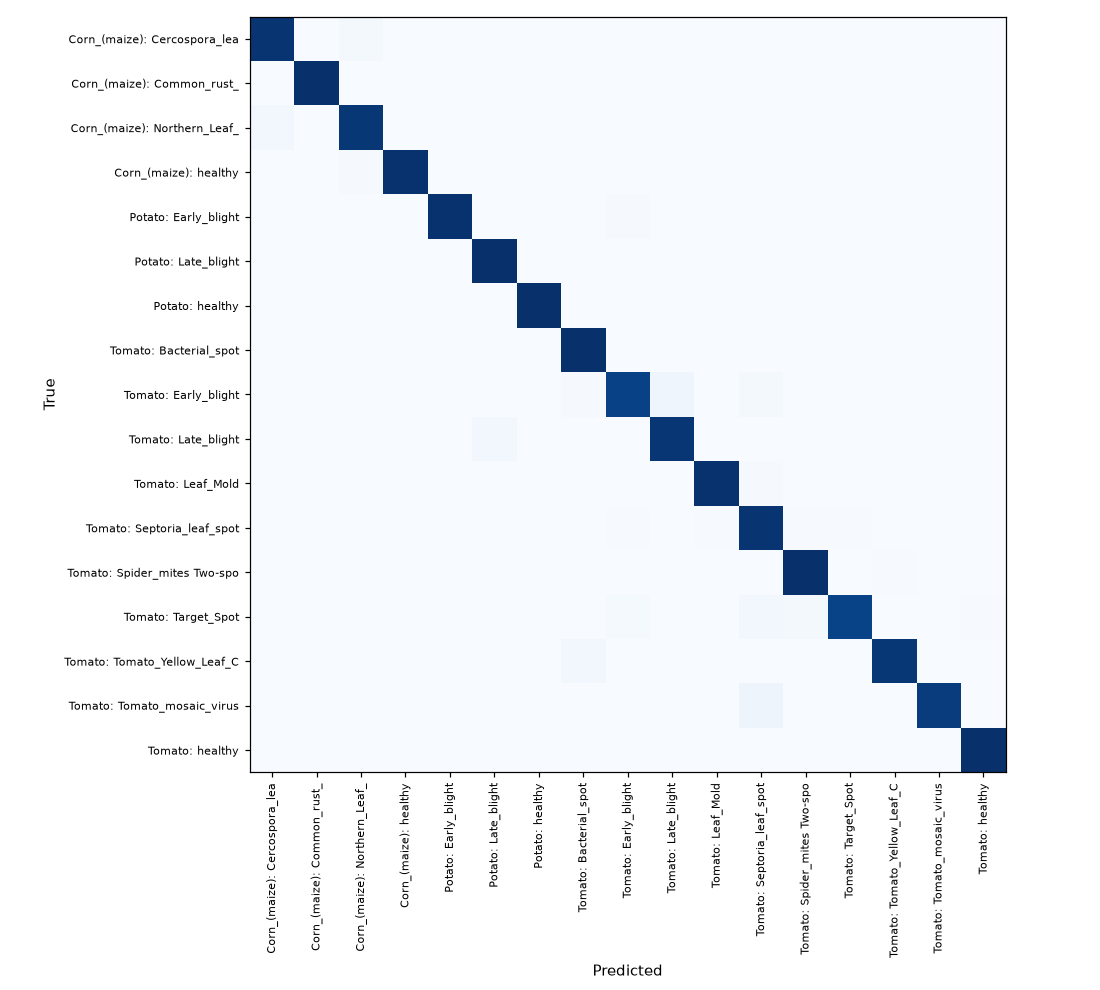 Corn_(maize): Cercospora_lea
Corn_(maize): Common_rust_
Corn_(maize): Northern_Leaf_
Corn_(maize): healthy
Potato: Early_blight
Potato: Late_blight
Potato: healthy
Tomato: Bacterial_spot
Tomato: Early_blight
Tomato: Late_blight
Tomato: Leaf_Mold
Tomato: Septoria_leaf_spot
Tomato: Spider_mites Two-spo
Tomato: Target_Spot
Tomato: Tomato_Yellow_Leaf_C
Tomato: Tomato_mosaic_virus
Tomato: healthy
True
Corn_(maize): Cercospora_lea
Corn_(maize): Common_rust_
Corn_(maize): Northern_Leaf_
Corn_(maize): healthy
Potato: Early_blight
Potato: Late_blight
Potato: healthy
Tomato: Bacterial_spot
Tomato: Early_blight
Tomato: Late_blight
Tomato: Leaf_Mold
Tomato: Septoria_leaf_spot
Tomato: Spider_mites Two-spo
Tomato: Target_Spot
Tomato: Tomato_Yellow_Leaf_C
Tomato: Tomato_mosaic_virus
Tomato: healthy
Predicted